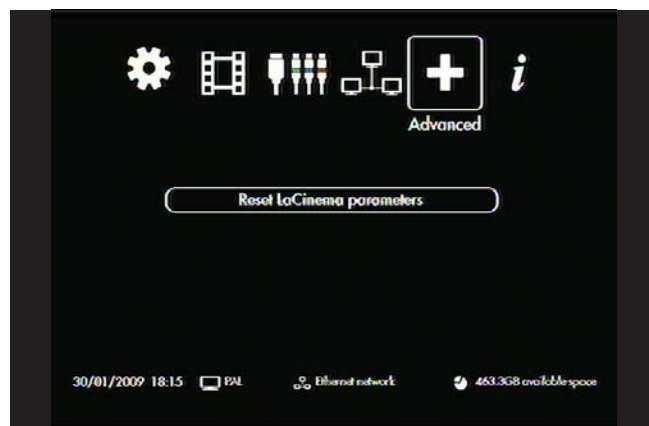 Advanced
Reset LaCinema parameters
30/01/2009 18:15 PAL Ethernet network 463.3GB available space